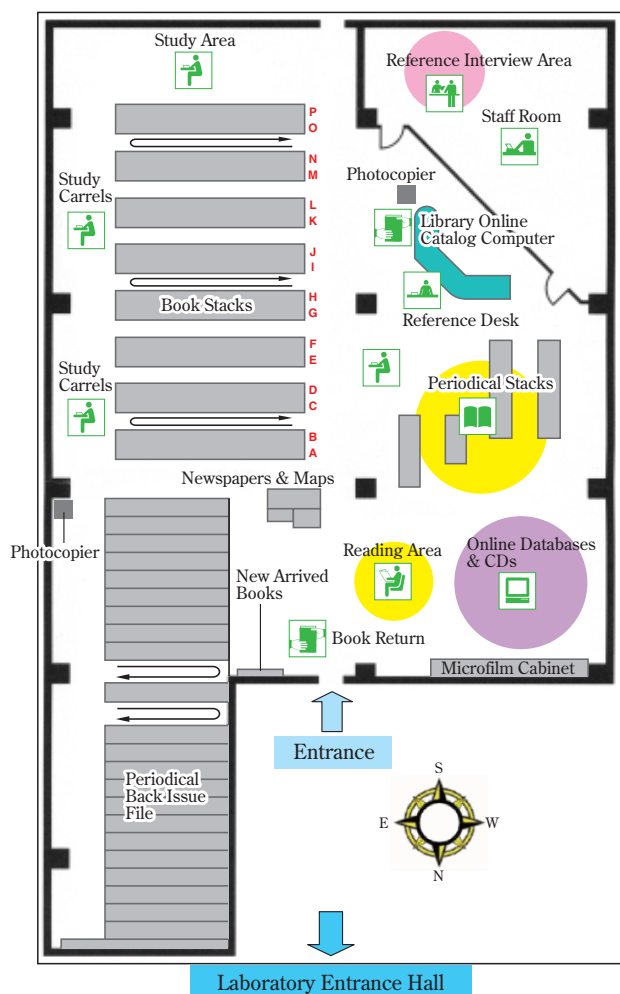 Study Area
Reference Interview Area
Staff Room
P
O
N
M
Study
Carrels
L
K
Photocopier
Library Online
Catalog Computer
J
I
Book Stacks
H
G
Reference Desk
F
E
Study
Carrels
D
C
Periodical Stacks
B
A
Newspapers & Maps
Photocopier
Reading Area
Online Databases
& CDs
New Arrived
Books
Book Return
Microfilm Cabinet
Entrance
Periodical
Back Issue
File
S
E
W
N
Laboratory Entrance Hall